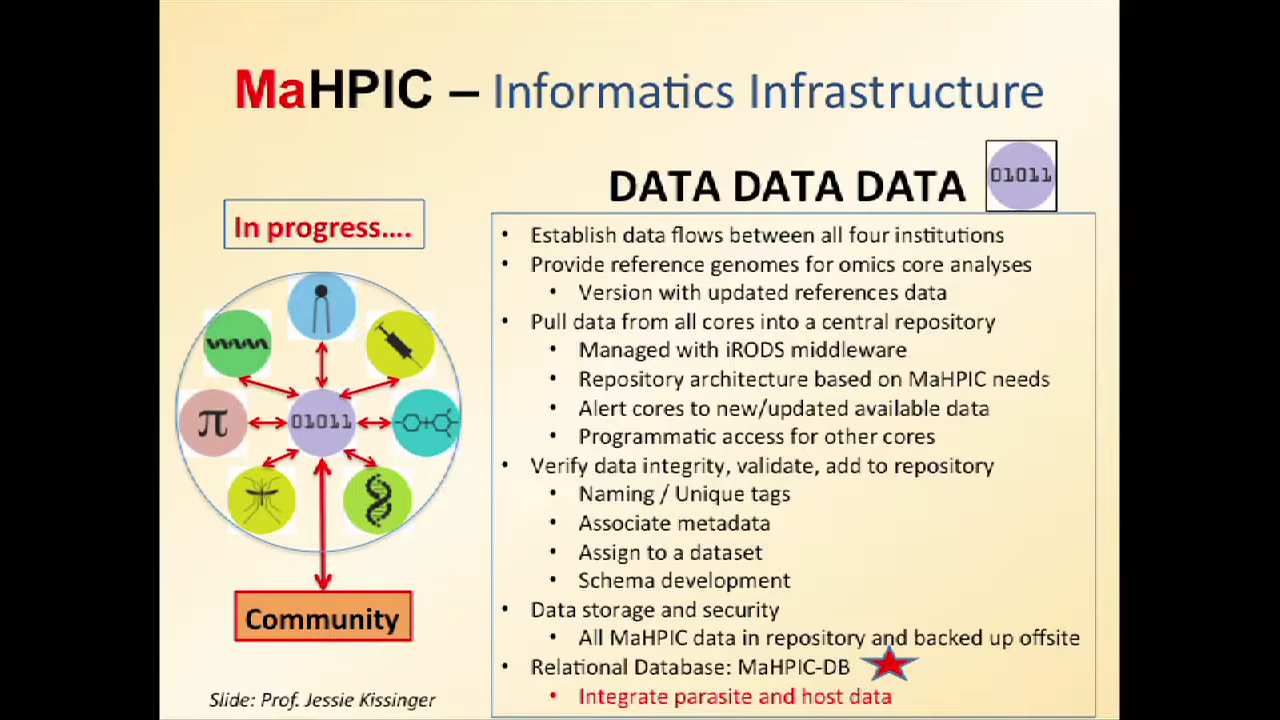 MaHPIC – Informatics Infrastructure
DATA DATA DATA
01011
In progress....
• Establish data flows between all four institutions
• Provide reference genomes for omics core analyses
• Version with updated references data
• Pull data from all cores into a central repository
• Managed with iRODS middleware
• Repository architecture based on MaHPIC needs
• Alert cores to new/updated available data
• Programmatic access for other cores
• Verify data integrity, validate, add to repository
• Naming / Unique tags
• Associate metadata
• Assign to a dataset
• Schema development
• Data storage and security
• All MaHPIC data in repository and backed up offsite
• Relational Database: MaHPIC-DB
• Integrate parasite and host data
π
01011
Community
Slide: Prof. Jessie Kissinger